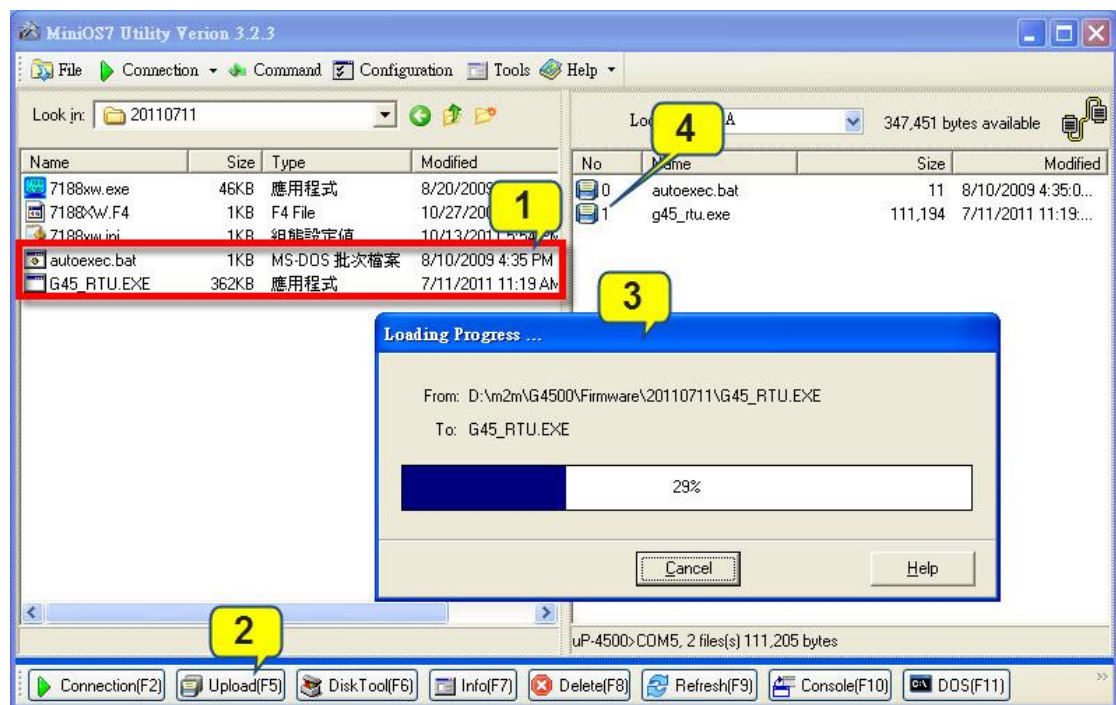 MiniOS7 Utility Verion 3.2.3
File Connection Command Configuration Tools Help
Look in: 20110711
347,451 bytes available
Name Size Type Modified
7188xw.exe 46KB 應用程式 8/20/2009
7188XW.F4 1KB F4 File
7188xw.ini 1KB 組態設定值
autoexec.bat 1KB MS-DOS 批次檔案 8/10/2009 4:35 PM
G45_RTU.EXE 362KB 應用程式 7/11/2011 11:19 AM
1
No Name Size Modified
0 autoexec.bat 11 8/10/2009 4:35:0...
1 g45_rtu.exe 111,194 7/11/2011 11:19:...
4
3
Loading Progress ...
From: D:\m2m\G4500\Firmware\20110711\G45_RTU.EXE
To: G45_RTU.EXE
29%
Cancel Help
2
uP-4500>COM5, 2 files(s) 111,205 bytes
Connection(F2) Upload(F5) DiskTool(F6) Info(F7) Delete(F8) Refresh(F9) Console(F10) DOS(F11)